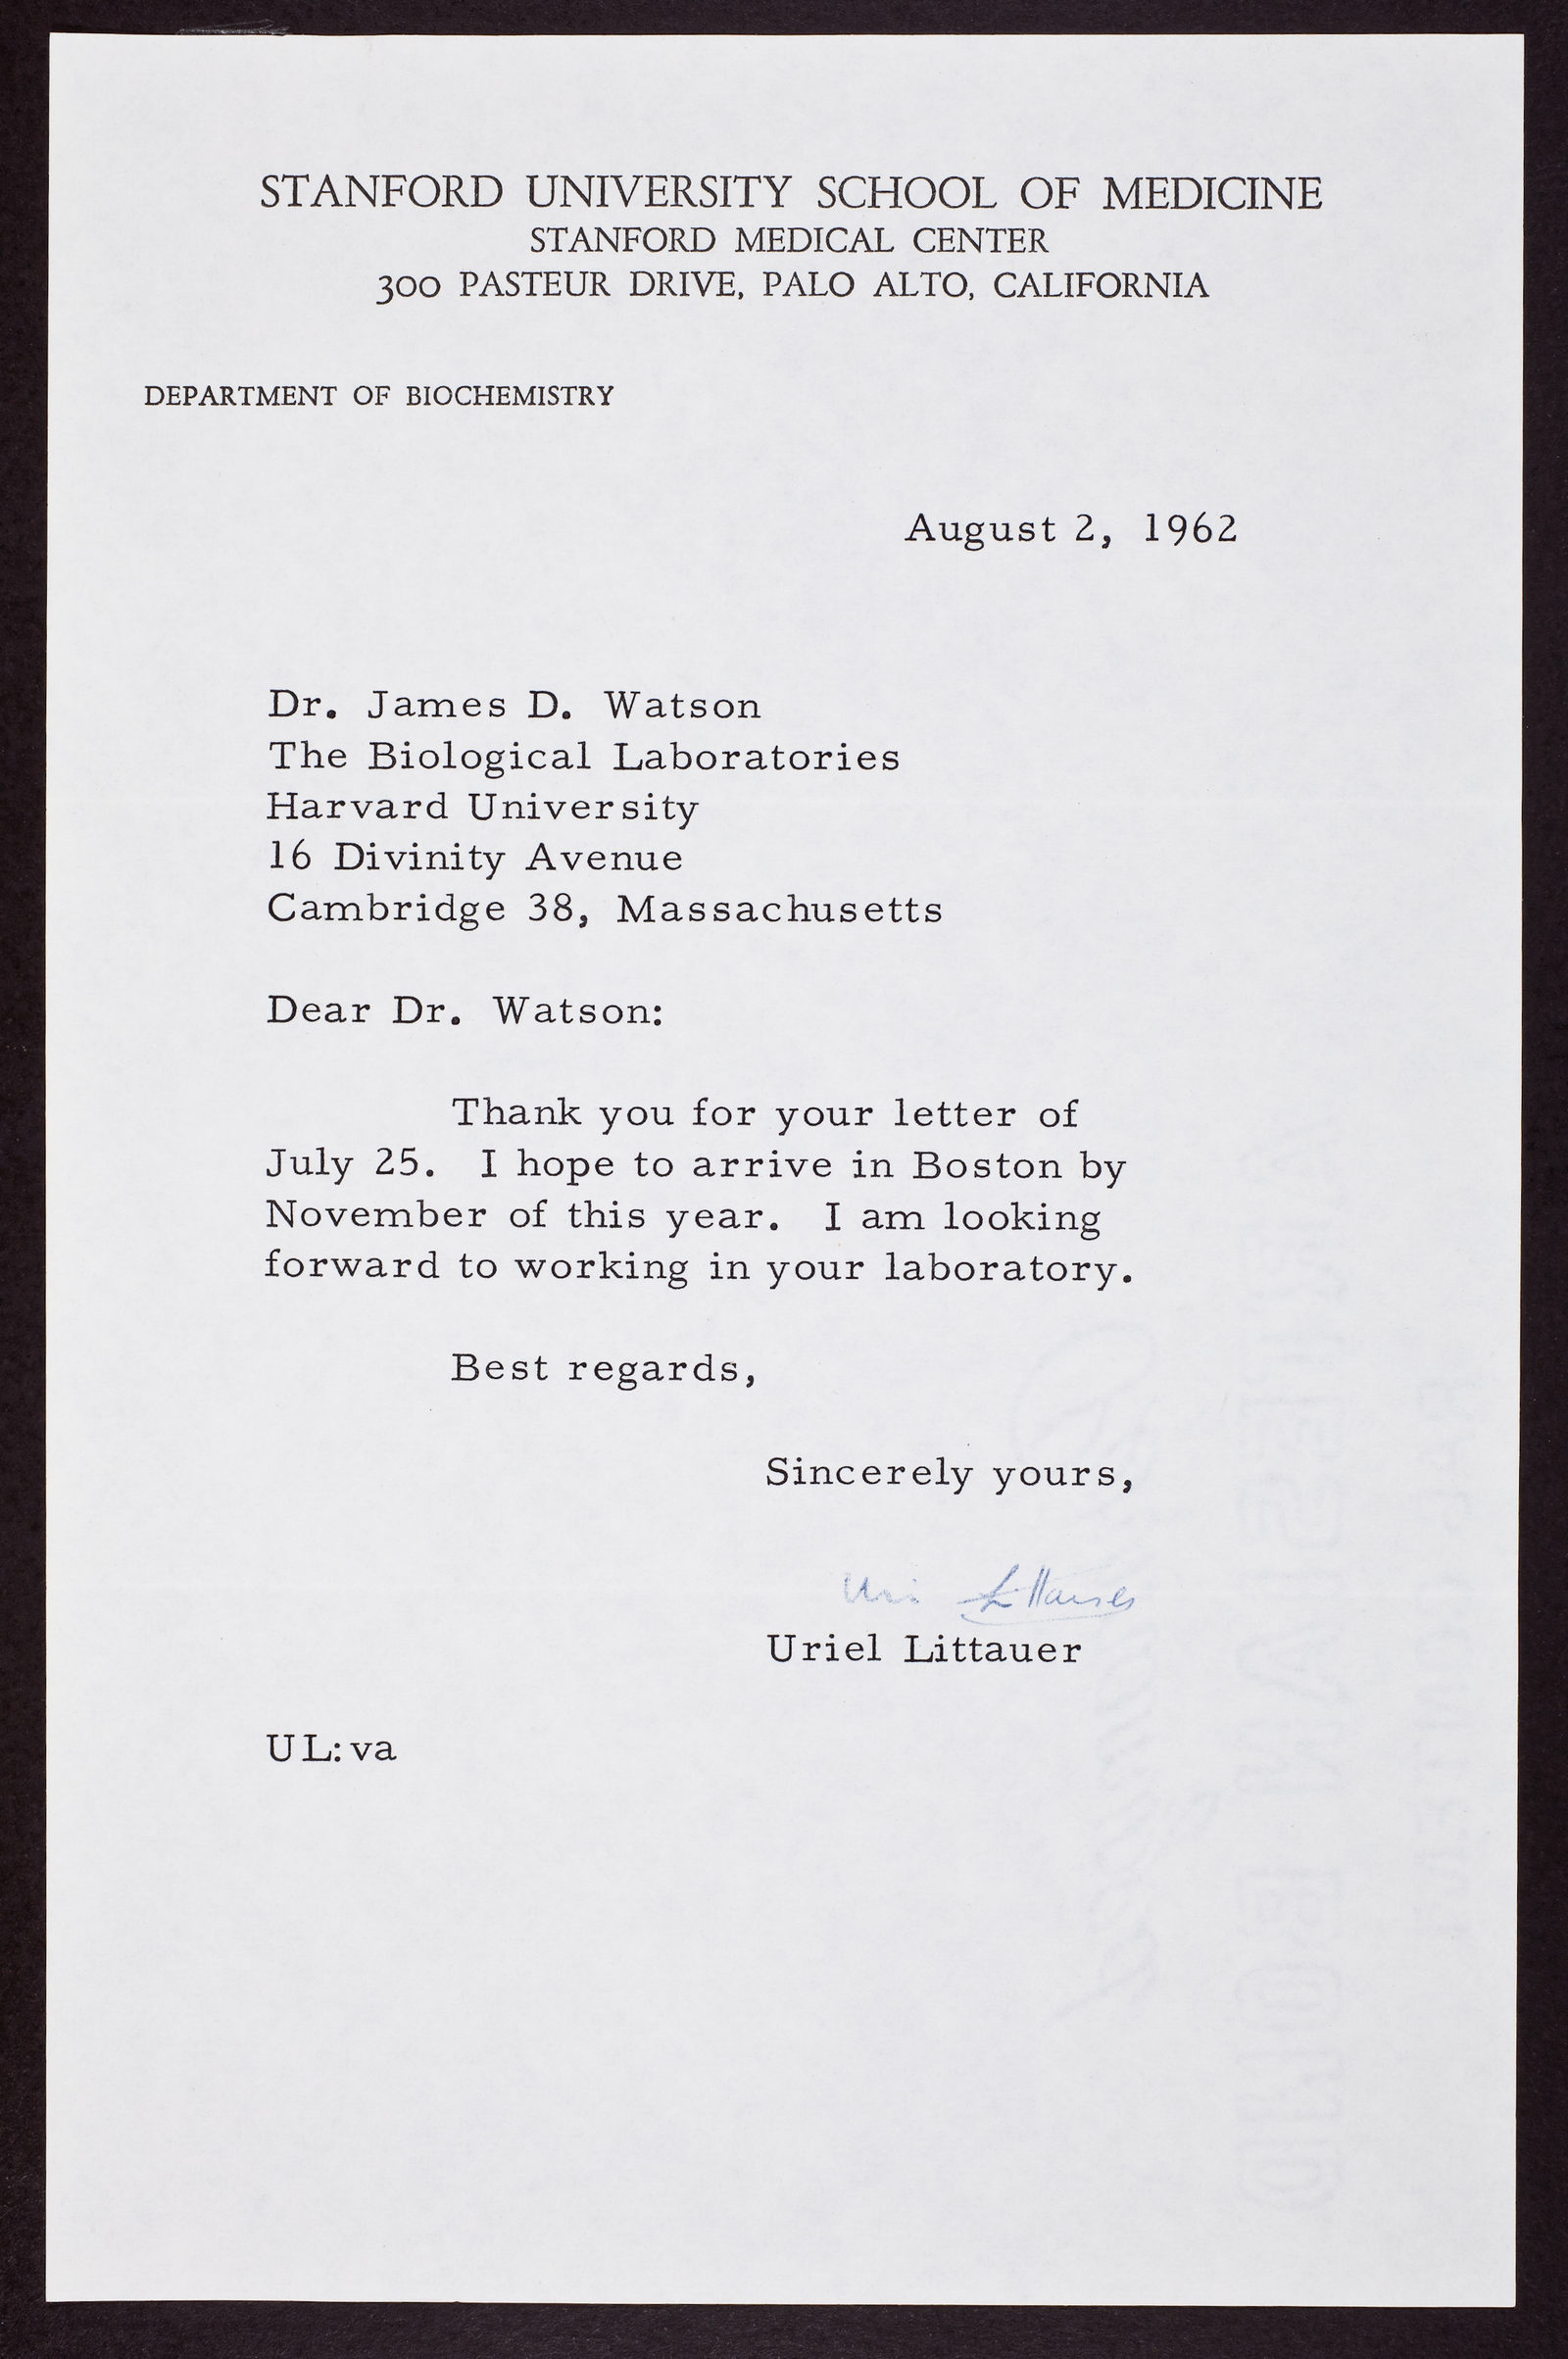 STANFORD UNIVERSITY SCHOOL OF MEDICINE
STANFORD MEDICAL CENTER
300 PASTEUR DRIVE, PALO ALTO, CALIFORNIA
DEPARTMENT OF BIOCHEMISTRY
August 2, 1962
Dr. James D. Watson
The Biological Laboratories
Harvard University
16 Divinity Avenue
Cambridge 38, Massachusetts
Dear Dr. Watson:
Thank you for your letter of
July 25. I hope to arrive in Boston by
November of this year. I am looking
forward to working in your laboratory.
Best regards,
Sincerely yours,
Uri Littauer
Uriel Littauer
UL:va